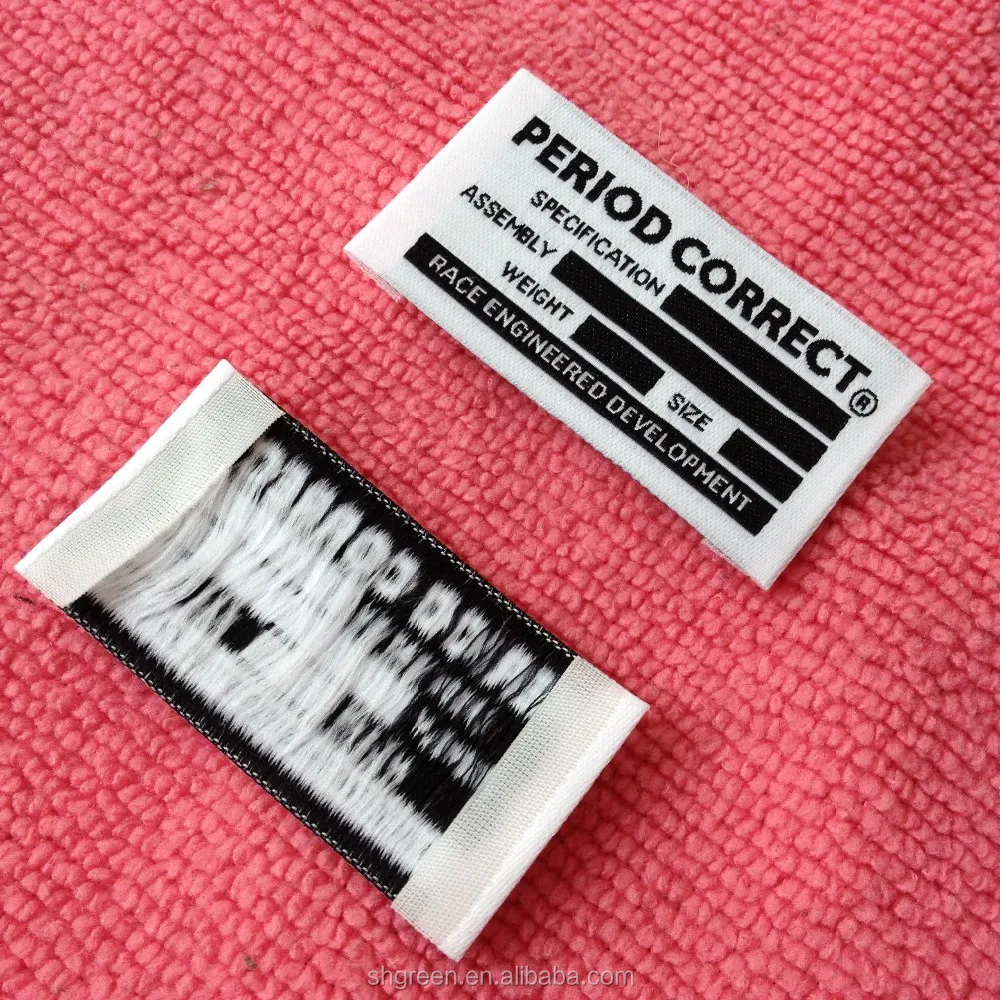 PERIOD CORRECT®
SPECIFICATION
ASSEMBLY
WEIGHT SIZE
RACE ENGINEERED DEVELOPMENT
shgreen.en.alibaba.com